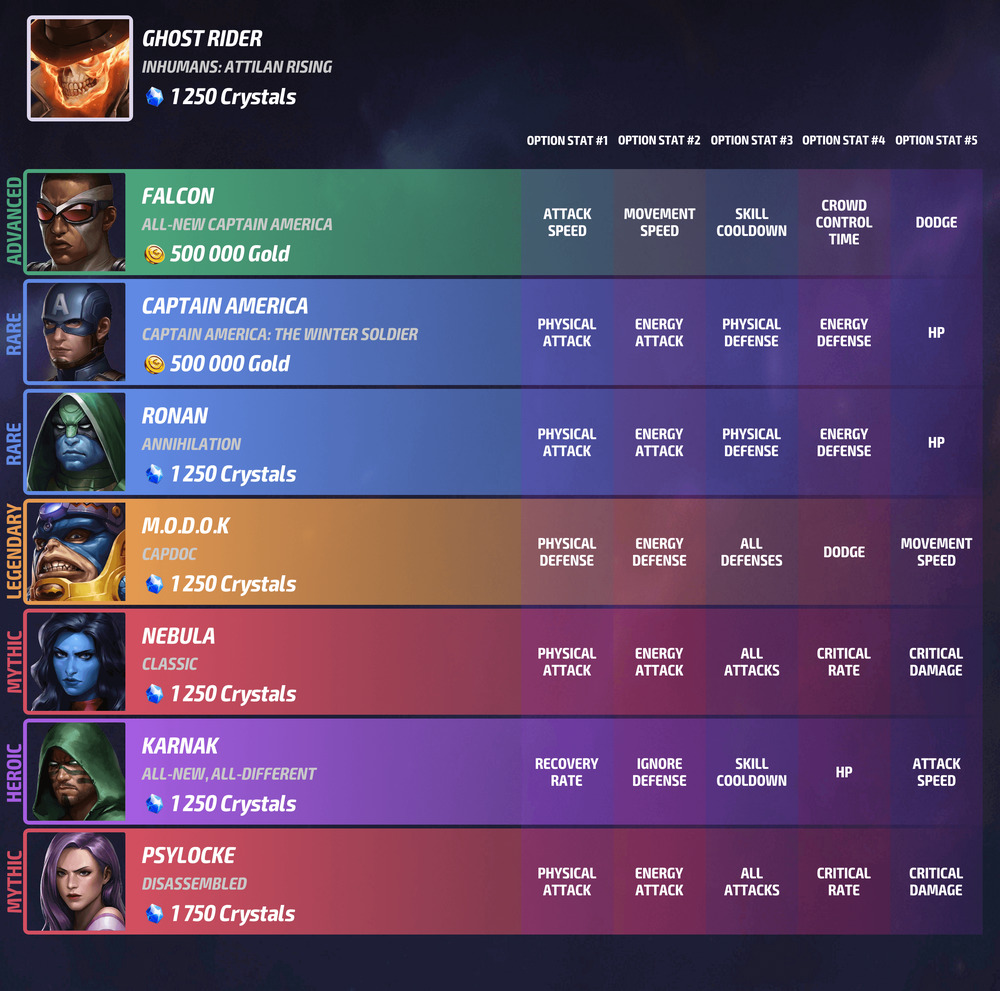 GHOST RIDER
INHUMANS: ATTILAN RISING
1 250 Crystals
OPTION STAT #1 OPTION STAT #2 OPTION STAT #3 OPTION STAT #4 OPTION STAT #5
ADVANCED
FALCON
ALL-NEW CAPTAIN AMERICA
500 000 Gold
ATTACK
SPEED
MOVEMENT
SPEED
SKILL
COOLDOWN
CROWD
CONTROL
TIME
DODGE
RARE
CAPTAIN AMERICA
CAPTAIN AMERICA: THE WINTER SOLDIER
500 000 Gold
A
PHYSICAL
ATTACK
ENERGY
ATTACK
PHYSICAL
DEFENSE
ENERGY
DEFENSE
HP
RARE
RONAN
ANNIHILATION
1 250 Crystals
PHYSICAL
ATTACK
ENERGY
ATTACK
PHYSICAL
DEFENSE
ENERGY
DEFENSE
HP
LEGENDARY
M.O.D.O.K
CAPDOC
1 250 Crystals
PHYSICAL
DEFENSE
ENERGY
DEFENSE
ALL
DEFENSES
DODGE
MOVEMENT
SPEED
MYTHIC
NEBULA
CLASSIC
1 250 Crystals
PHYSICAL
ATTACK
ENERGY
ATTACK
ALL
ATTACKS
CRITICAL
RATE
CRITICAL
DAMAGE
HEROIC
KARNAK
ALL-NEW, ALL-DIFFERENT
1 250 Crystals
RECOVERY
RATE
IGNORE
DEFENSE
SKILL
COOLDOWN
HP
ATTACK
SPEED
MYTHIC
PSYLOCKE
DISASSEMBLED
1 750 Crystals
PHYSICAL
ATTACK
ENERGY
ATTACK
ALL
ATTACKS
CRITICAL
RATE
CRITICAL
DAMAGE